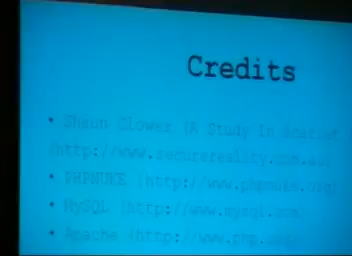 Credits
• Shaun Clowes (A Study In Scarlet
(http://www.securereality.com.au)
• PHPNUKE (http://www.phpnuke.org)
• MySQL (http://www.mysql.com)
• Apache (http://www.php.